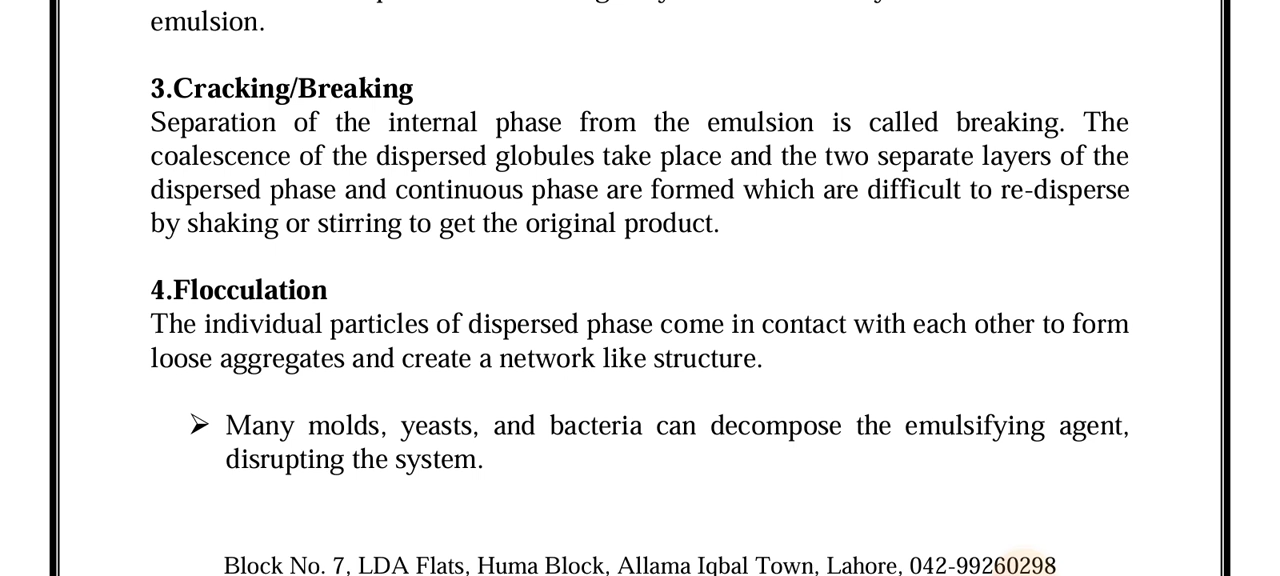 emulsion.
3.Cracking/Breaking
Separation of the internal phase from the emulsion is called breaking. The
coalescence of the dispersed globules take place and the two separate layers of the
dispersed phase and continuous phase are formed which are difficult to re-disperse
by shaking or stirring to get the original product.
4.Flocculation
The individual particles of dispersed phase come in contact with each other to form
loose aggregates and create a network like structure.
➢ Many molds, yeasts, and bacteria can decompose the emulsifying agent,
disrupting the system.
Block No. 7, LDA Flats, Huma Block, Allama Iqbal Town, Lahore, 042-99260298